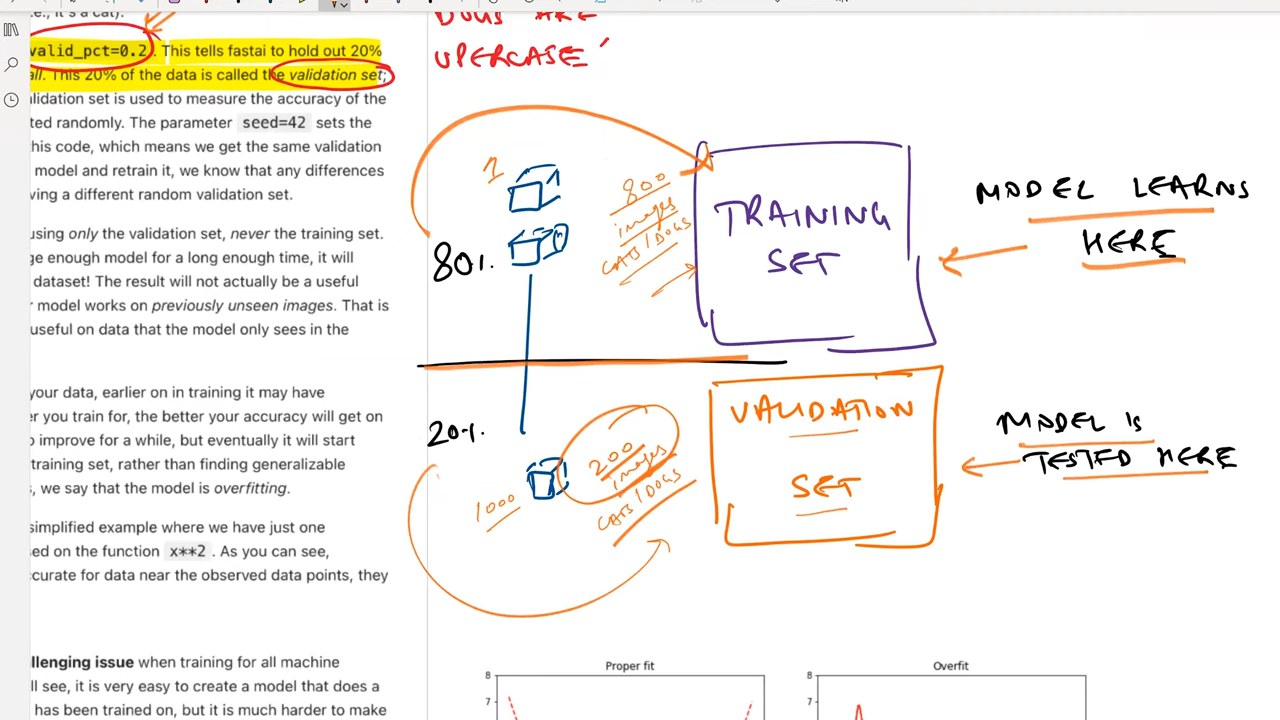 .e., it's a cat).
valid_pct=0.2. This tells fastai to hold out 20%
all. This 20% of the data is called the validation set;
lidation set is used to measure the accuracy of the
ted randomly. The parameter seed=42 sets the
his code, which means we get the same validation
model and retrain it, we know that any differences
ving a different random validation set.
using only the validation set, never the training set.
ge enough model for a long enough time, it will
dataset! The result will not actually be a useful
r model works on previously unseen images. That is
useful on data that the model only sees in the
your data, earlier on in training it may have
er you train for, the better your accuracy will get on
o improve for a while, but eventually it will start
training set, rather than finding generalizable
s, we say that the model is overfitting.
simplified example where we have just one
sed on the function x**2. As you can see,
ccurate for data near the observed data points, they
llenging issue when training for all machine
ll see, it is very easy to create a model that does a
has been trained on, but it is much harder to make
DOGS ARE
UPERCASE'
1
80%.
800
images
CATS/DOGS
TRAINING
SET
MODEL LEARNS
HERE
20%.
1000
200
images
CATS/DOGS
VALIDATION
SET
MODEL IS
TESTED HERE
Proper fit
8
7
Overfit
8
7